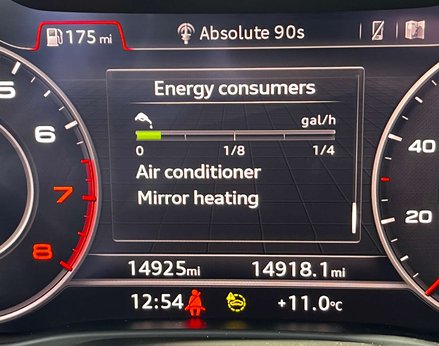 175 mi
Absolute 90s
Energy consumers
gal/h
0 1/8 1/4
Air conditioner
Mirror heating
5
6
7
8
40
20
14925mi 14918.1mi
12:54 +11.0°C